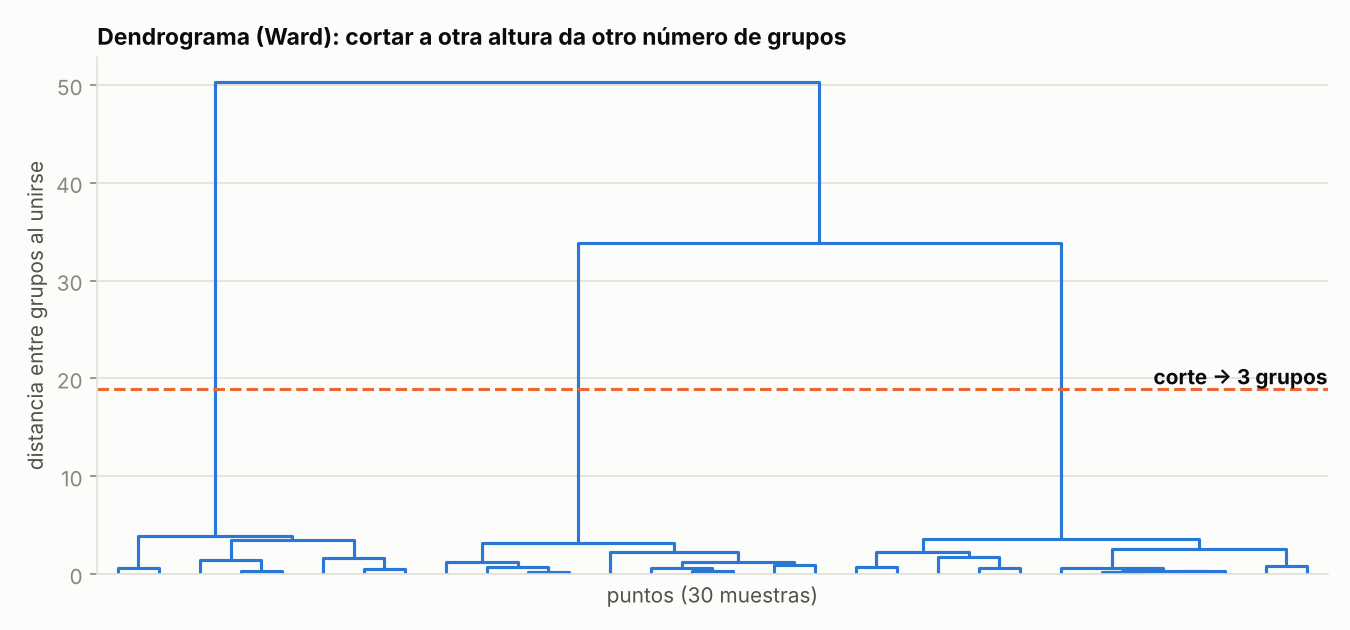 Dendrograma (Ward): cortar a otra altura da otro número de grupos
distancia entre grupos al unirse
50
40
30
20
10
0
corte → 3 grupos
puntos (30 muestras)